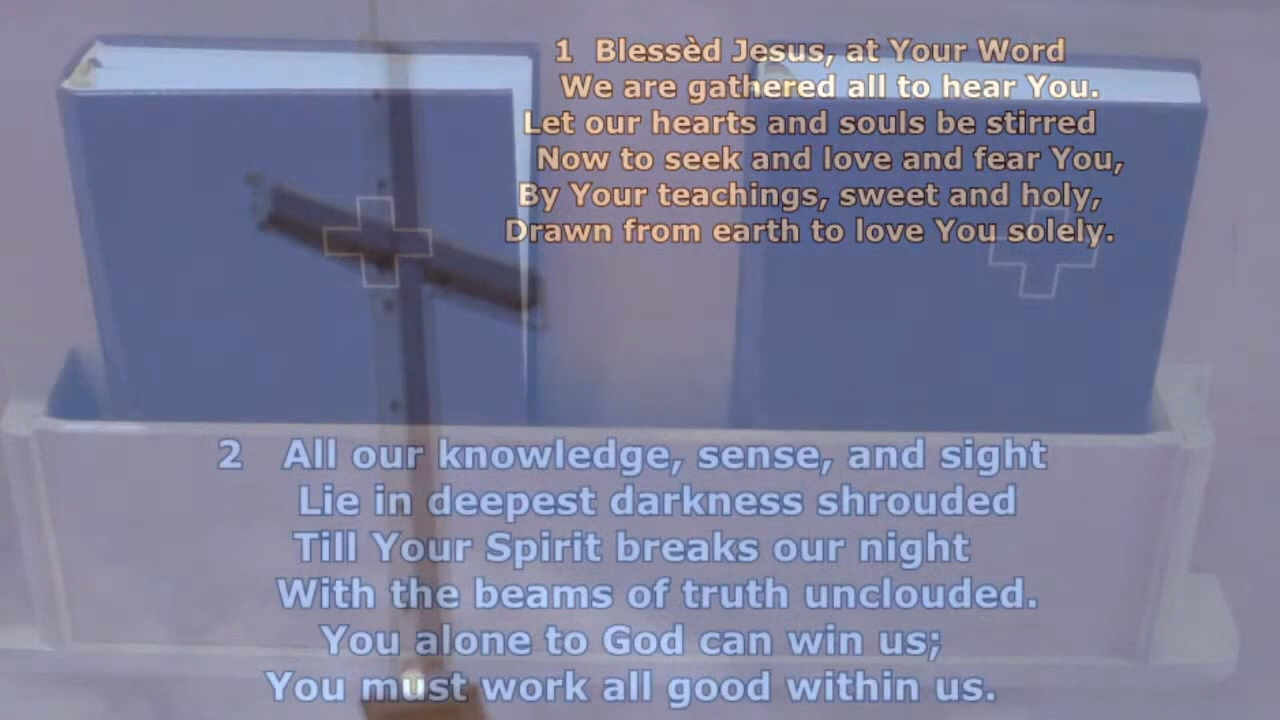 1 Blessèd Jesus, at Your Word
We are gathered all to hear You.
Let our hearts and souls be stirred
Now to seek and love and fear You,
By Your teachings, sweet and holy,
Drawn from earth to love You solely.
2 All our knowledge, sense, and sight
Lie in deepest darkness shrouded
Till Your Spirit breaks our night
With the beams of truth unclouded.
You alone to God can win us;
You must work all good within us.